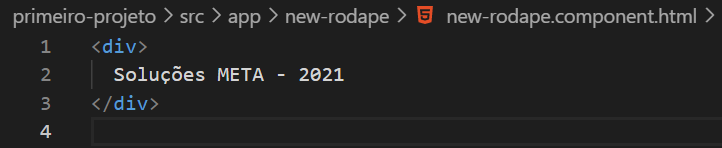 primeiro-projeto > src > app > new-rodape > new-rodape.component.html >
1 <div>
2 Soluções META - 2021
3 </div>
4